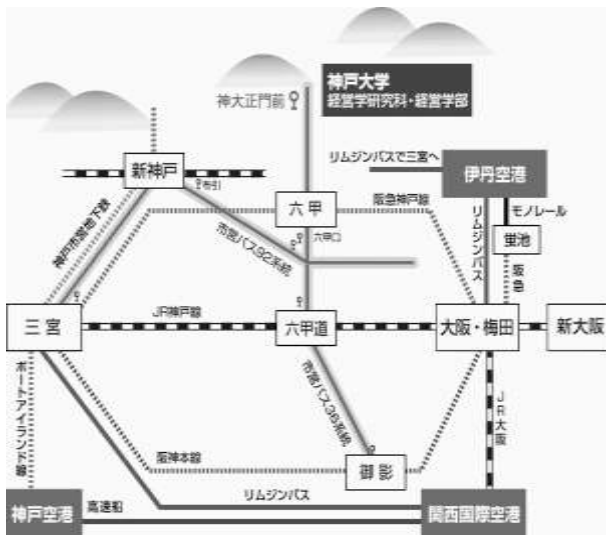 神戸大学
経営学研究科・経営学部
神大正門前
リムジンバスで三宮へ
伊丹空港
新神戸
布引
六甲
阪急神戸線
モノレール
リムジンバス
蛍池
神戸市営地下鉄
市営バス92系統
六甲口
阪急
三宮
JR神戸線
六甲道
大阪・梅田
新大阪
ポートアイランド線
市営バス36系統
JR大阪
阪神本線
御影
リムジンバス
神戸空港
高速船
関西国際空港